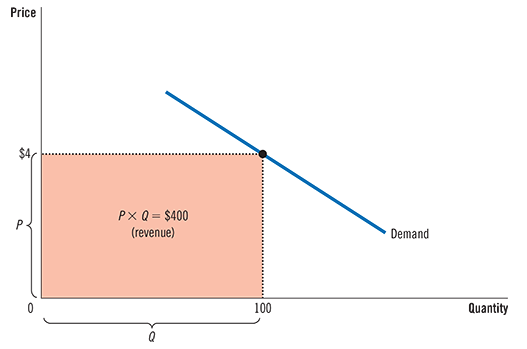 Price
$4
P × Q = $400
(revenue)
P
Demand
0
100
Quantity
Q